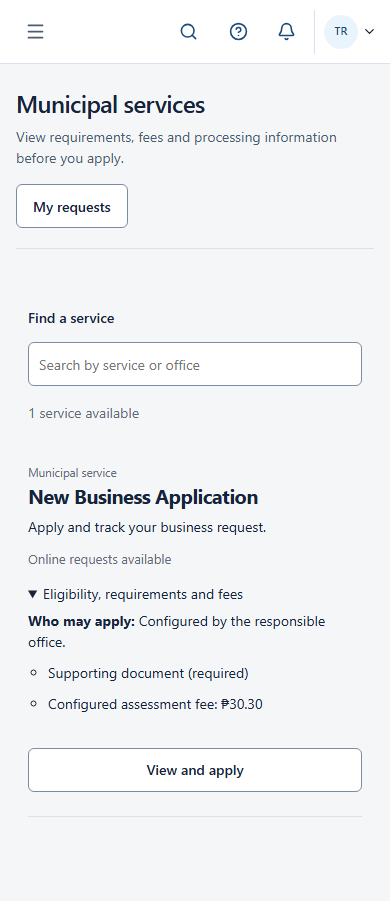 TR
Municipal services
View requirements, fees and processing information
before you apply.
My requests
Find a service
Search by service or office
1 service available
Municipal service
New Business Application
Apply and track your business request.
Online requests available
▼ Eligibility, requirements and fees
Who may apply: Configured by the responsible
office.
Supporting document (required)
Configured assessment fee: ₱30.30
View and apply